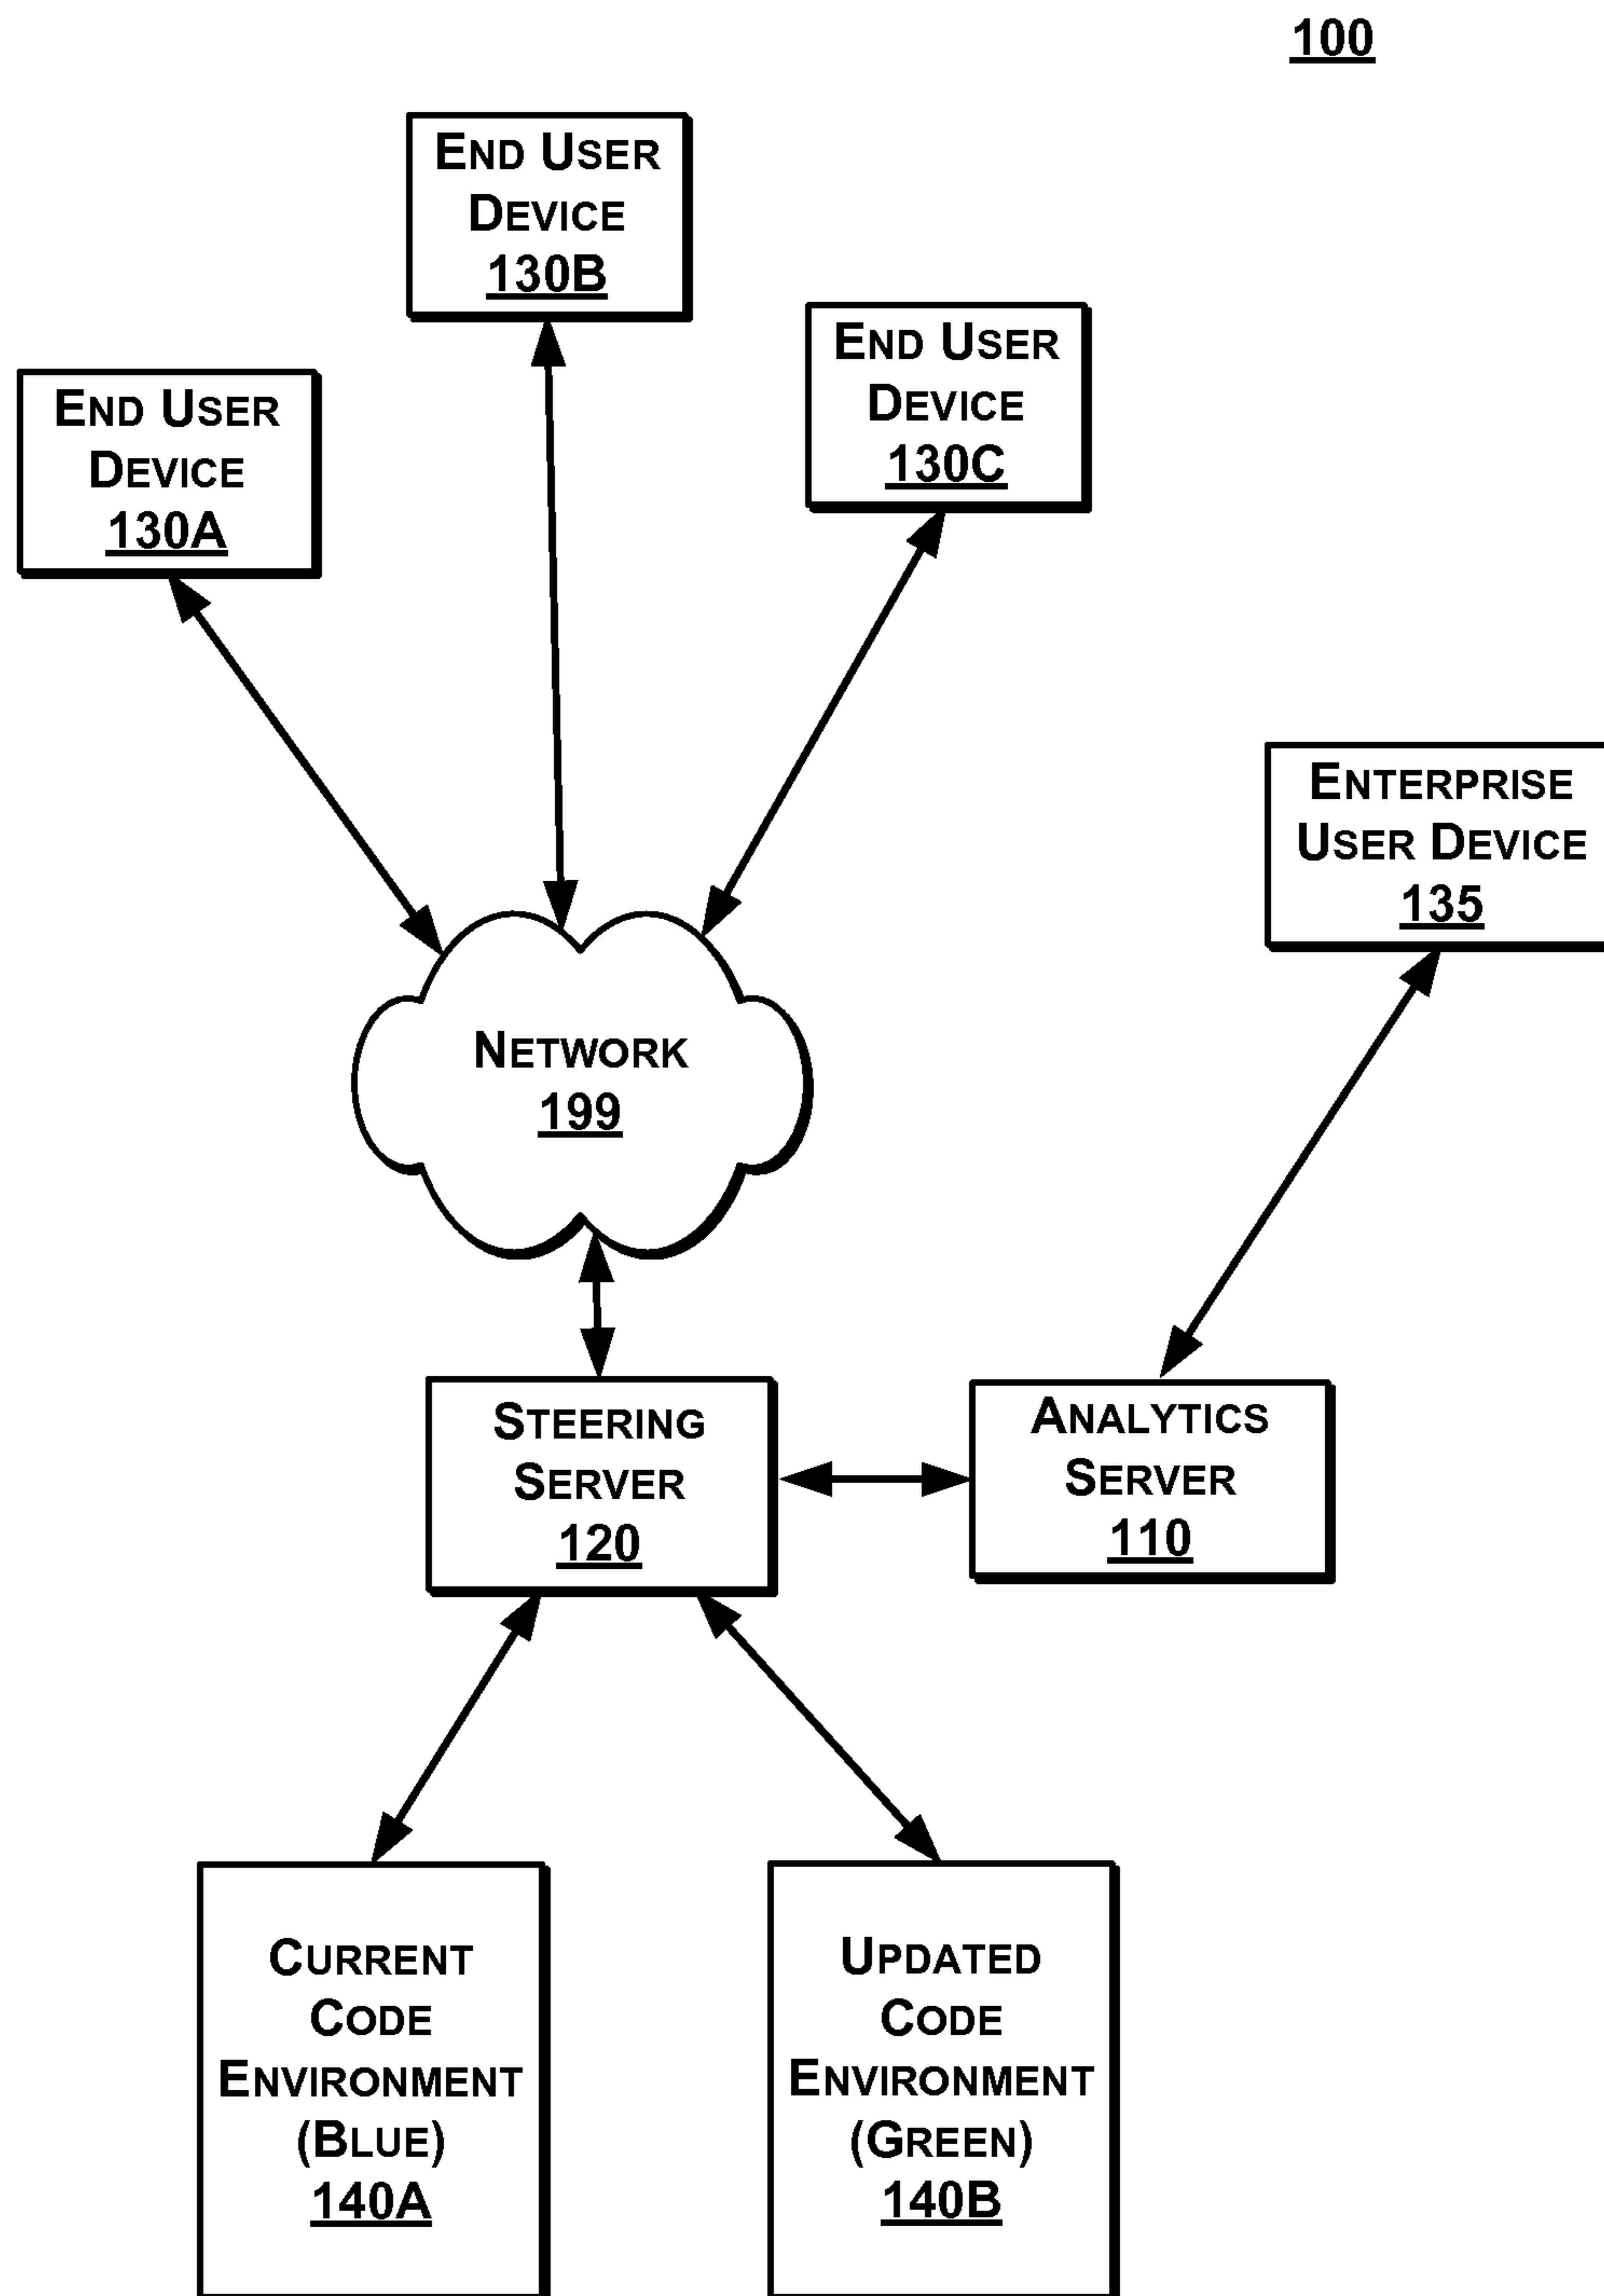 100
END USER
DEVICE
130B
END USER
DEVICE
130C
END USER
DEVICE
130A
ENTERPRISE
USER DEVICE
135
NETWORK
199
STEERING
SERVER
120
ANALYTICS
SERVER
110
CURRENT
CODE
ENVIRONMENT
(BLUE)
140A
UPDATED
CODE
ENVIRONMENT
(GREEN)
140B